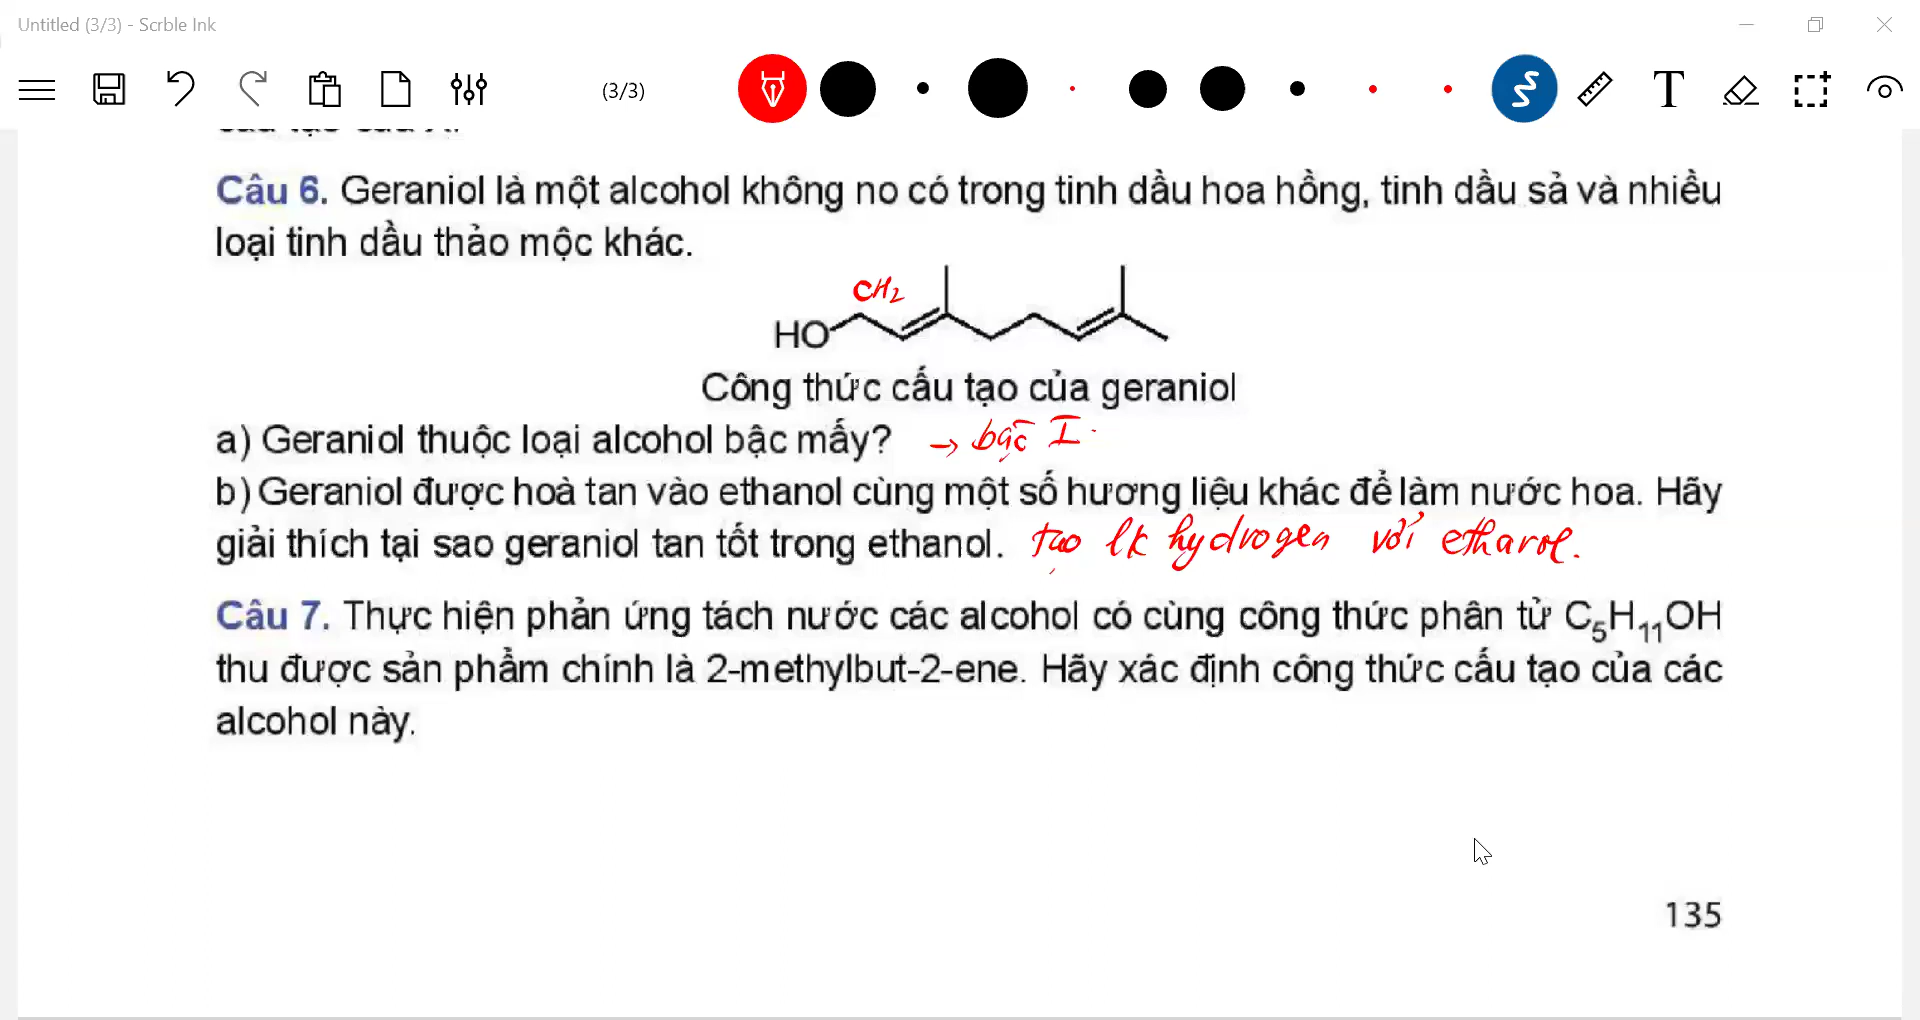 Untitled (3/3) - Scrble Ink
(3/3)
T
Câu 6. Geraniol là một alcohol không no có trong tinh dầu hoa hồng, tinh dầu sả và nhiều
loại tinh dầu thảo mộc khác.
CH₂
HO
Công thức cấu tạo của geraniol
a) Geraniol thuộc loại alcohol bậc mấy? → bậc I.
b) Geraniol được hoà tan vào ethanol cùng một số hương liệu khác để làm nước hoa. Hãy
giải thích tại sao geraniol tan tốt trong ethanol. tạo lk hydrogen với ethanol.
Câu 7. Thực hiện phản ứng tách nước các alcohol có cùng công thức phân tử C₅H₁₁OH
thu được sản phẩm chính là 2-methylbut-2-ene. Hãy xác định công thức cấu tạo của các
alcohol này.
135